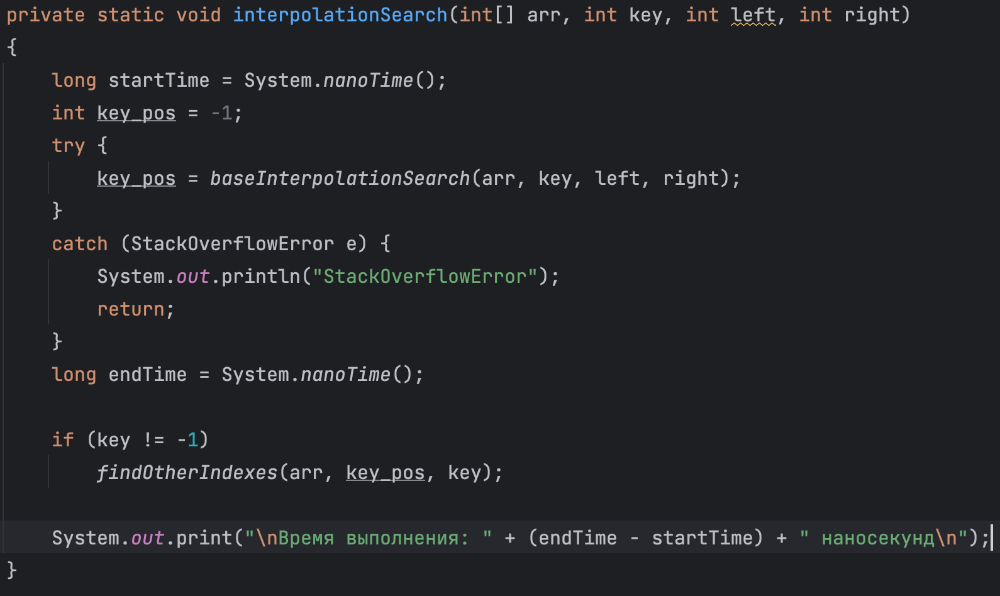 private static void interpolationSearch(int[] arr, int key, int left, int right)
{
    long startTime = System.nanoTime();
    int key_pos = -1;
    try {
        key_pos = baseInterpolationSearch(arr, key, left, right);
    }
    catch (StackOverflowError e) {
        System.out.println("StackOverflowError");
        return;
    }
    long endTime = System.nanoTime();

    if (key != -1)
        findOtherIndexes(arr, key_pos, key);

    System.out.print("\nВремя выполнения: " + (endTime - startTime) + " наносекунд\n");
}